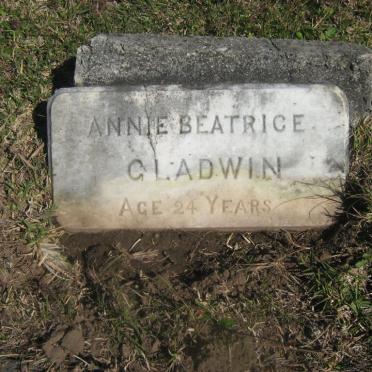 ANNIE BEATRICE
GLADWIN
AGE 24 YEARS